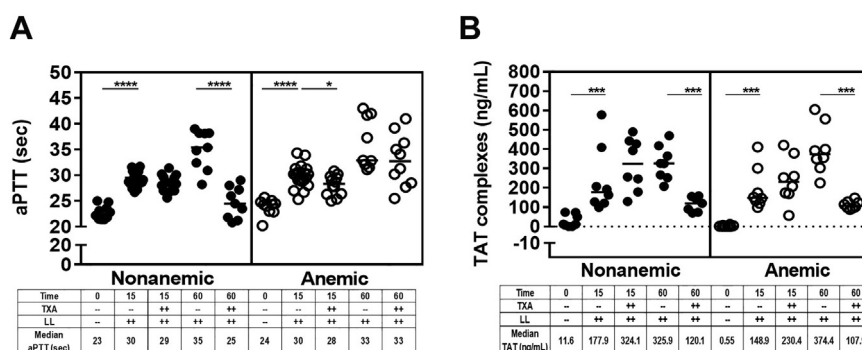 A
aPTT (sec)
50
45
40
35
30
25
20
20
0
****
****
****
*
Nonanemic
Anemic
Time 0 15 15 60 60 0 15 15 60 60
TXA -- -- ++ -- ++ -- -- ++ -- ++
LL -- ++ ++ ++ ++ -- ++ ++ ++ ++
Median aPTT (sec) 23 30 29 35 25 24 30 28 33 33
B
TAT complexes (ng/mL)
800
700
600
500
400
300
200
100
0
-10
***
***
***
***
Nonanemic
Anemic
Time 0 15 15 60 60 0 15 15 60 60
TXA -- -- ++ -- ++ -- -- ++ -- ++
LL -- ++ ++ ++ ++ -- ++ ++ ++ ++
Median TAT (ng/mL) 11.6 177.9 324.1 325.9 120.1 0.55 148.9 230.4 374.4 107.